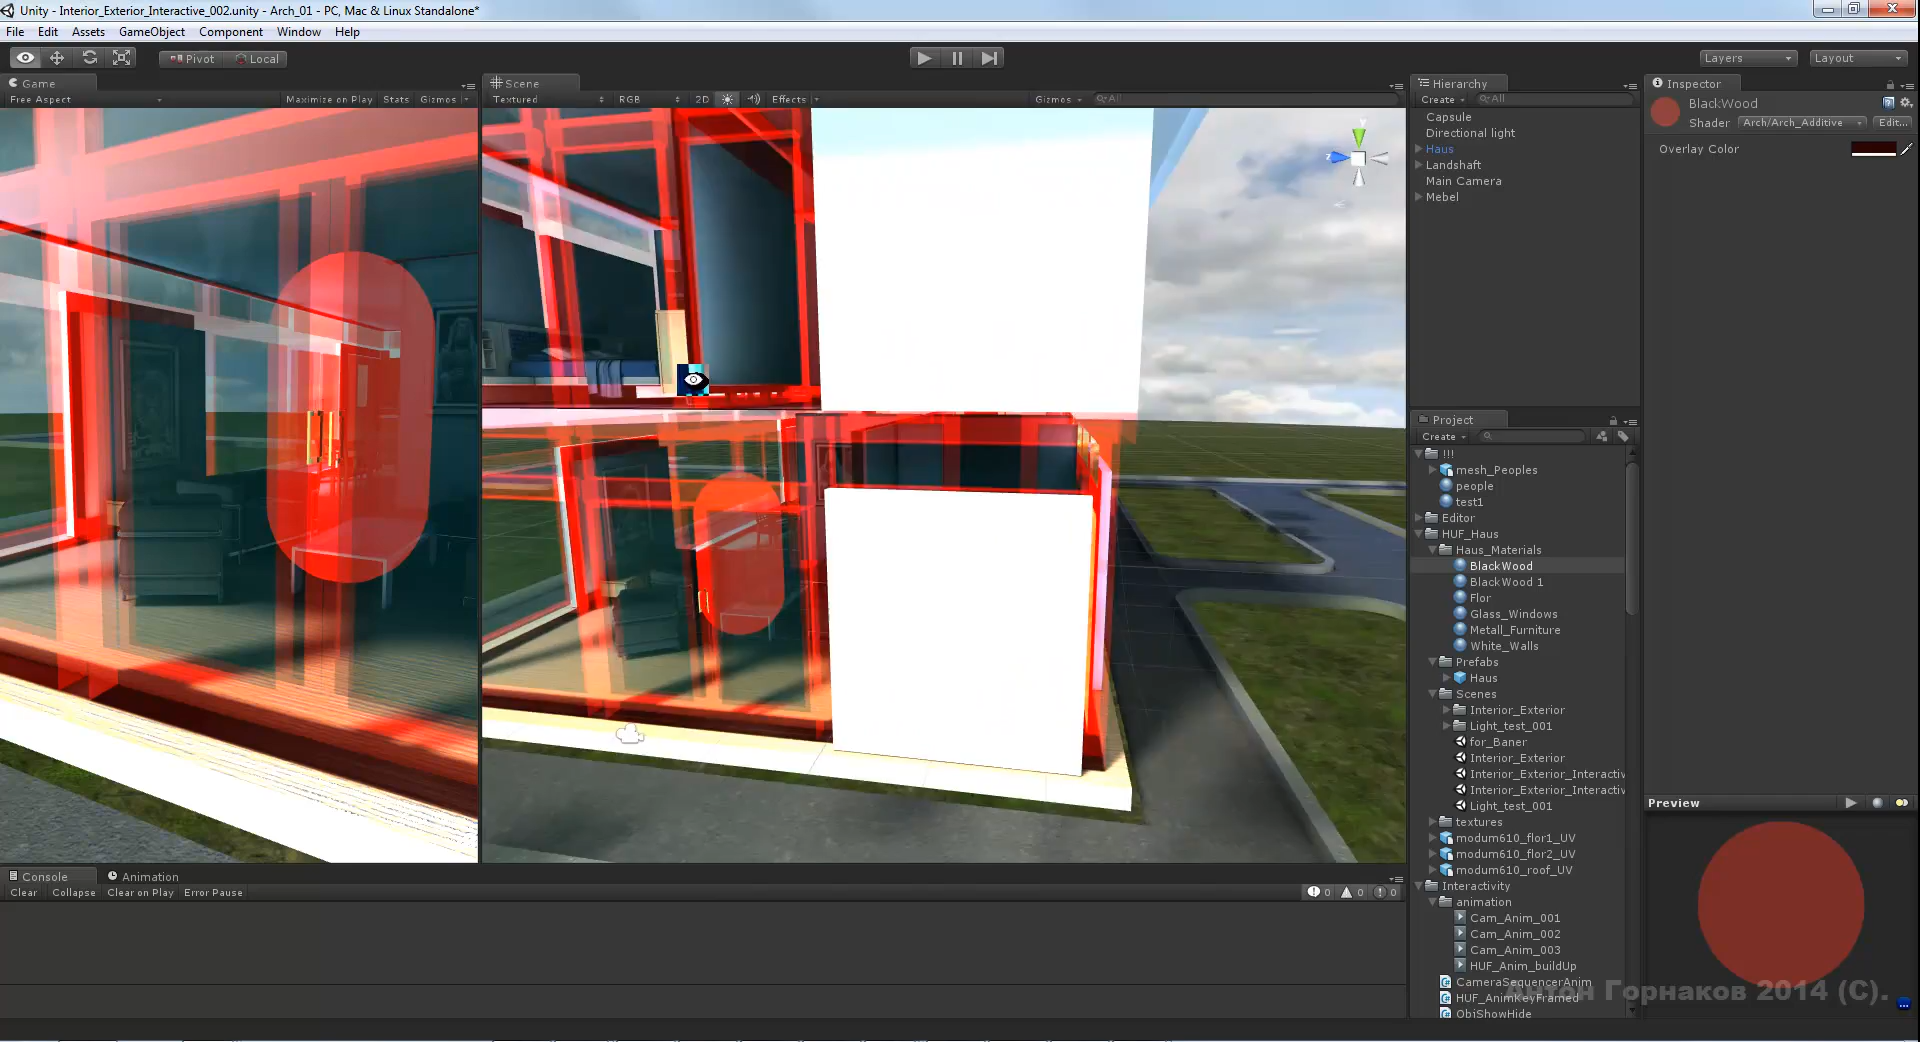 Unity - Interior_Exterior_Interactive_002.unity - Arch_01 - PC, Mac & Linux Standalone*
File Edit Assets GameObject Component Window Help
Pivot Local Layers Layout
Game
Free Aspect Maximize on Play Stats Gizmos
Scene
Textured RGB 2D Effects Gizmos All
y
z
Hierarchy
Create All
Capsule
Directional light
Haus
Landshaft
Main Camera
Mebel
Project
Create
!!!
mesh_Peoples
people
test1
Editor
HUF_Haus
Haus_Materials
BlackWood
BlackWood 1
Flor
Glass_Windows
Metall_Furniture
White_Walls
Prefabs
Haus
Scenes
Interior_Exterior
Light_test_001
for_Baner
Interior_Exterior
Interior_Exterior_Interactiv
Interior_Exterior_Interactiv
Light_test_001
textures
modum610_flor1_UV
modum610_flor2_UV
modum610_roof_UV
Interactivity
animation
Cam_Anim_001
Cam_Anim_002
Cam_Anim_003
HUF_Anim_buildUp
CameraSequencerAnim
HUF_AnimKeyFramed
ObjShowHide
Inspector
BlackWood
Shader Arch/Arch_Additive Edit...
Overlay Color
Preview
Console Animation
Clear Collapse Clear on Play Error Pause 0 0 0
Антон Горнаков 2014 (C).